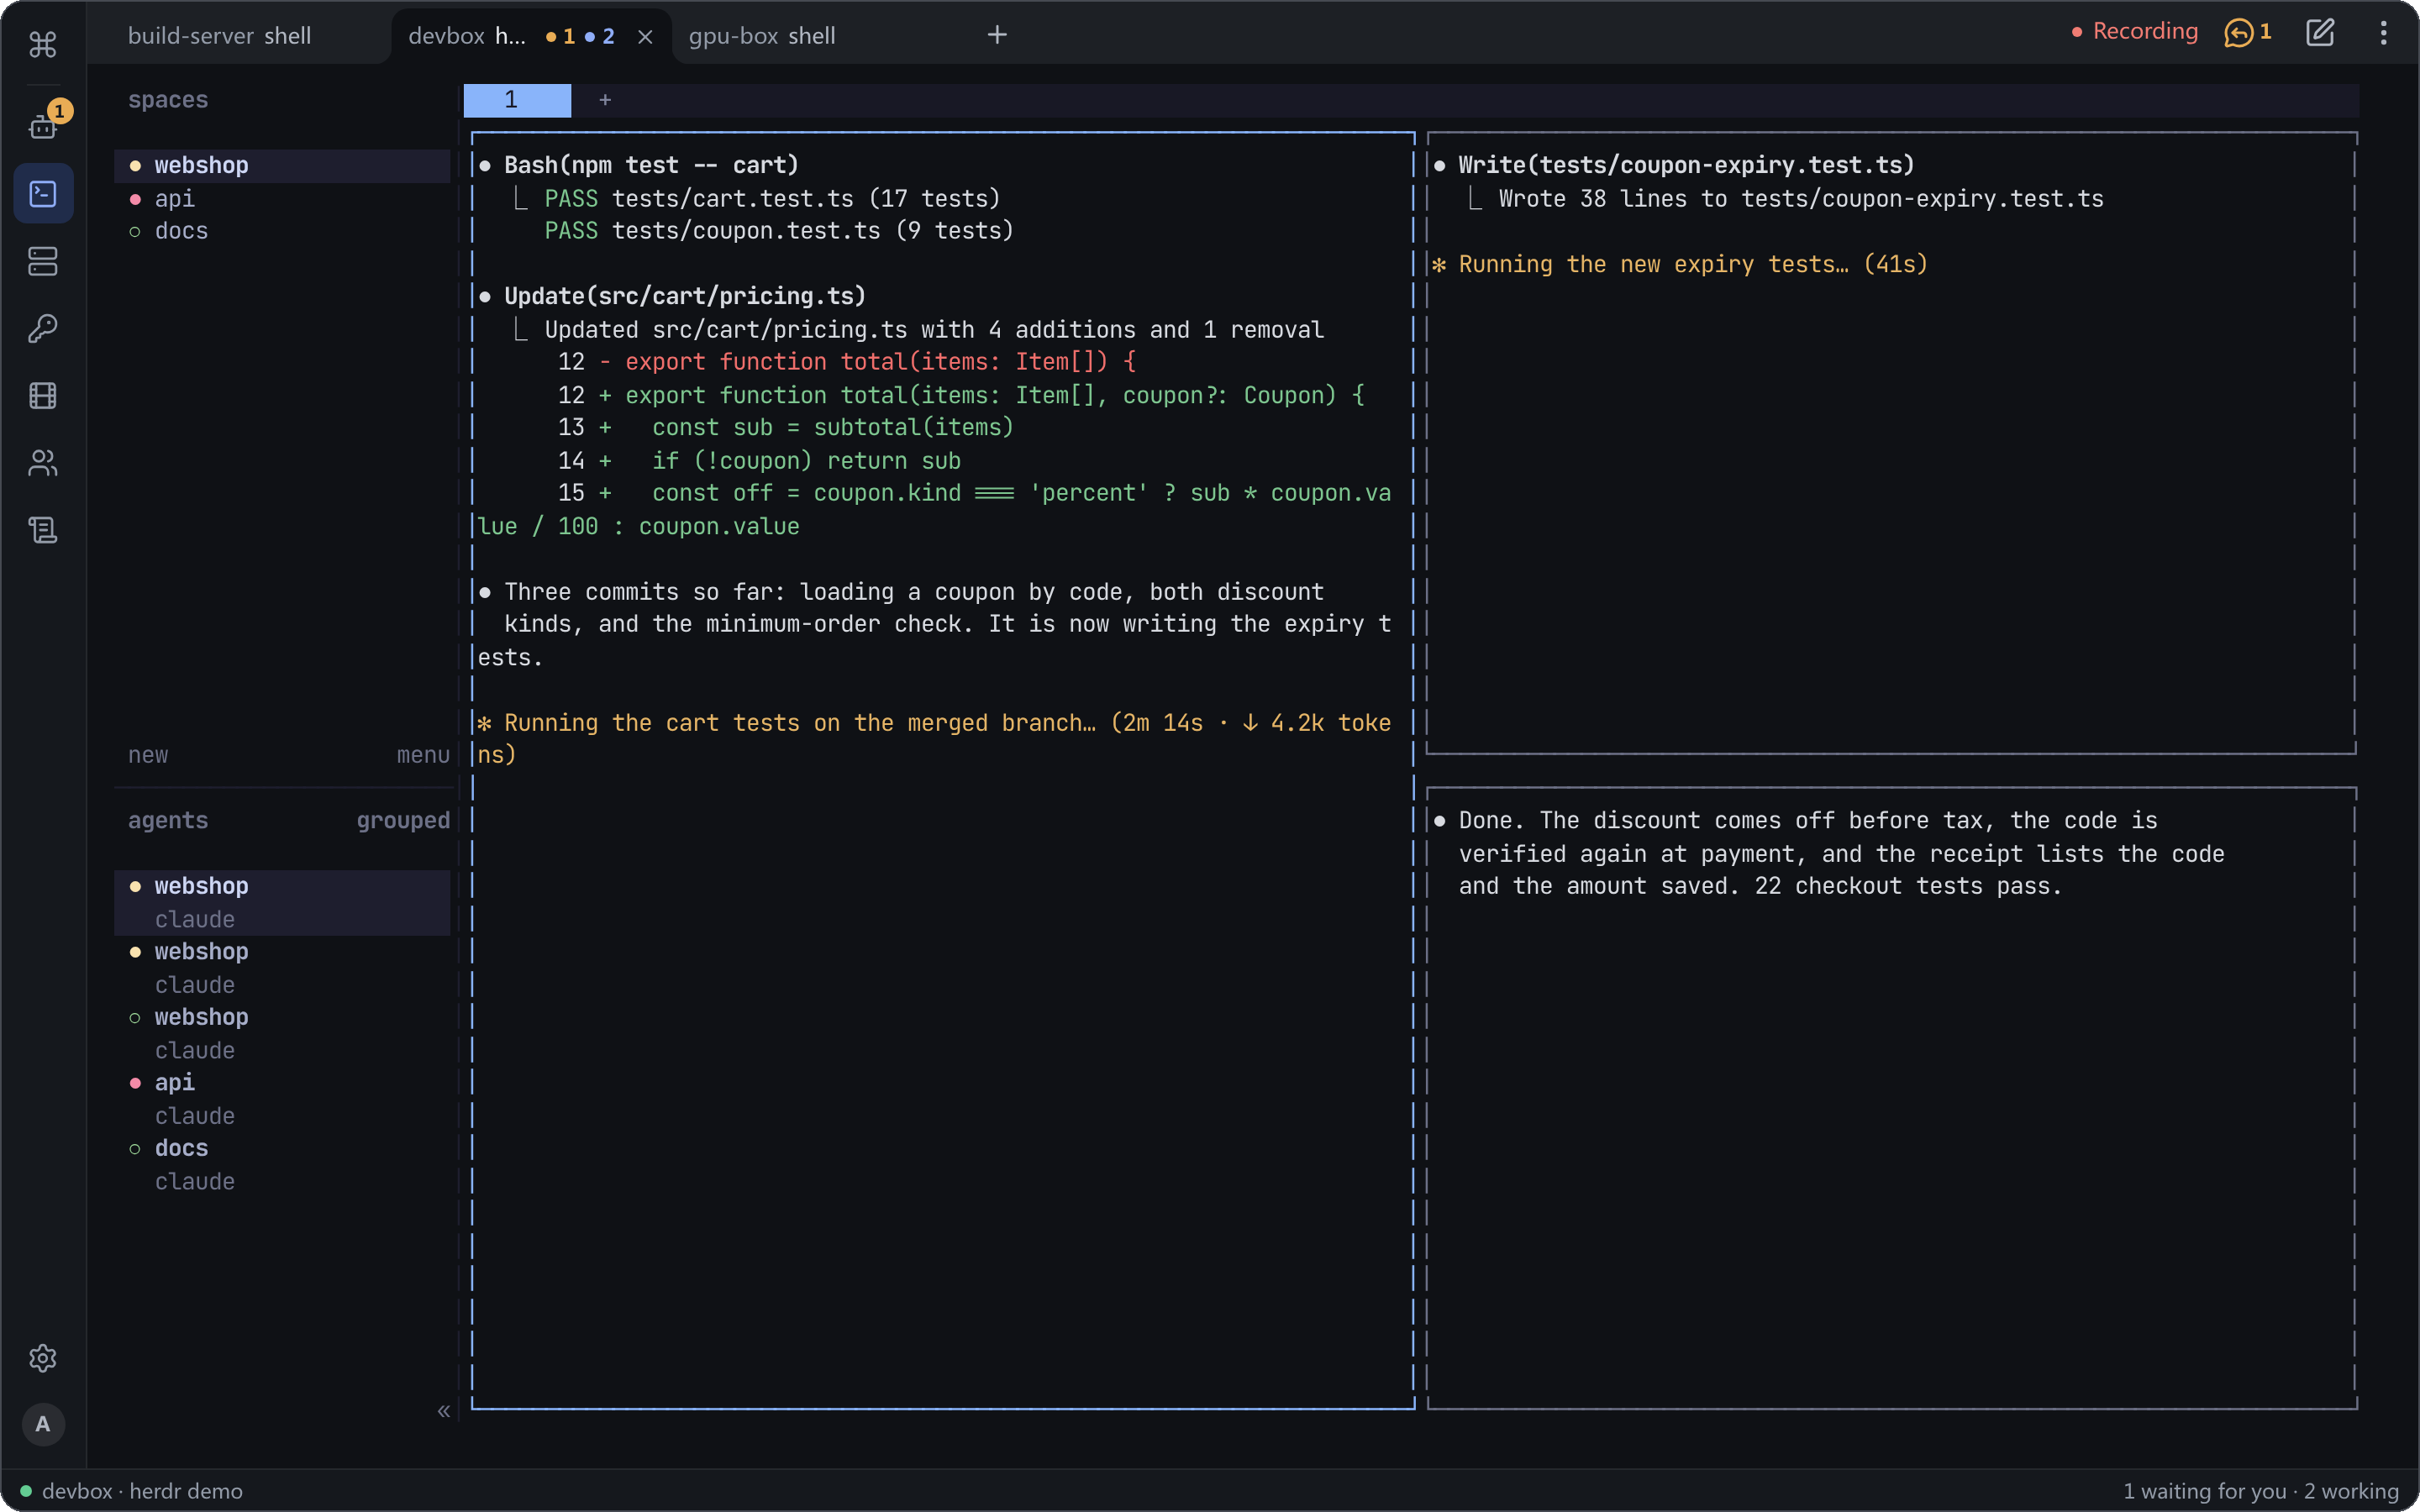 build-server shell
devbox h... 1 2
gpu-box shell
Recording 1
1
spaces
webshop
api
docs
new menu
agents grouped
webshop
claude
webshop
claude
webshop
claude
api
claude
docs
claude
«
A
1 +
● Bash(npm test -- cart)
⎿ PASS tests/cart.test.ts (17 tests)
PASS tests/coupon.test.ts (9 tests)
● Update(src/cart/pricing.ts)
⎿ Updated src/cart/pricing.ts with 4 additions and 1 removal
12 - export function total(items: Item[]) {
12 + export function total(items: Item[], coupon?: Coupon) {
13 + const sub = subtotal(items)
14 + if (!coupon) return sub
15 + const off = coupon.kind === 'percent' ? sub * coupon.va
lue / 100 : coupon.value
● Three commits so far: loading a coupon by code, both discount
kinds, and the minimum-order check. It is now writing the expiry t
ests.
✻ Running the cart tests on the merged branch… (2m 14s · ↓ 4.2k toke
ns)
● Write(tests/coupon-expiry.test.ts)
⎿ Wrote 38 lines to tests/coupon-expiry.test.ts
✻ Running the new expiry tests… (41s)
● Done. The discount comes off before tax, the code is
verified again at payment, and the receipt lists the code
and the amount saved. 22 checkout tests pass.
devbox · herdr demo
1 waiting for you · 2 working